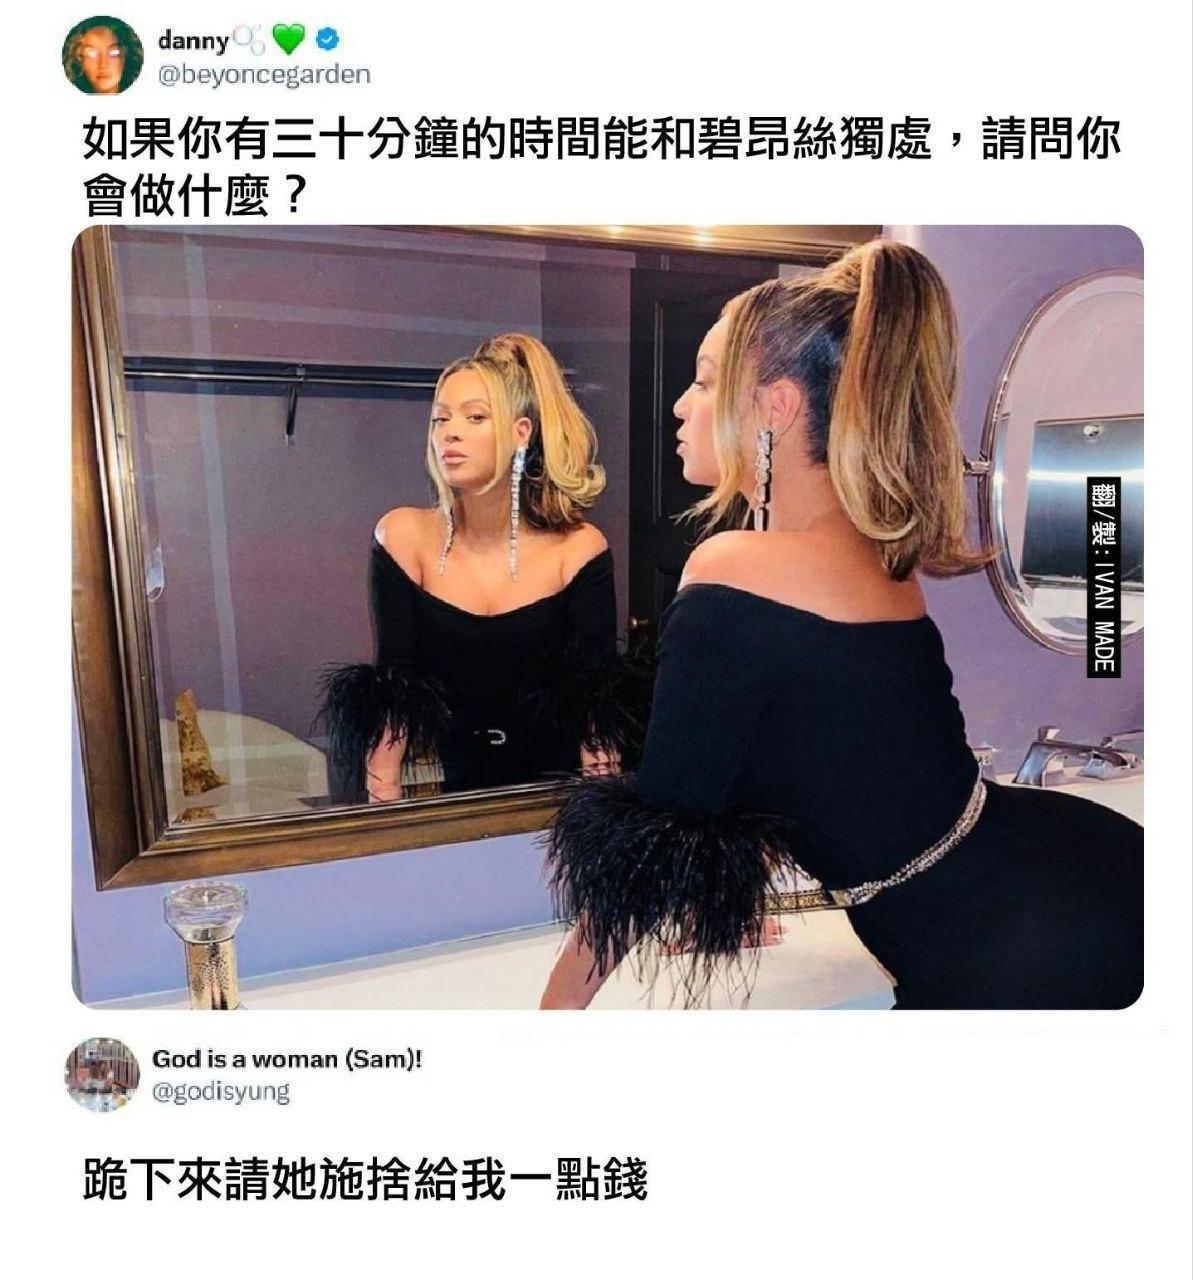 danny🫧💚
@beyoncegarden
如果你有三十分鐘的時間能和碧昂絲獨處，請問你
會做什麼？
翻/製:IVAN MADE
God is a woman (Sam)!
@godisyung
跪下來請她施捨給我一點錢